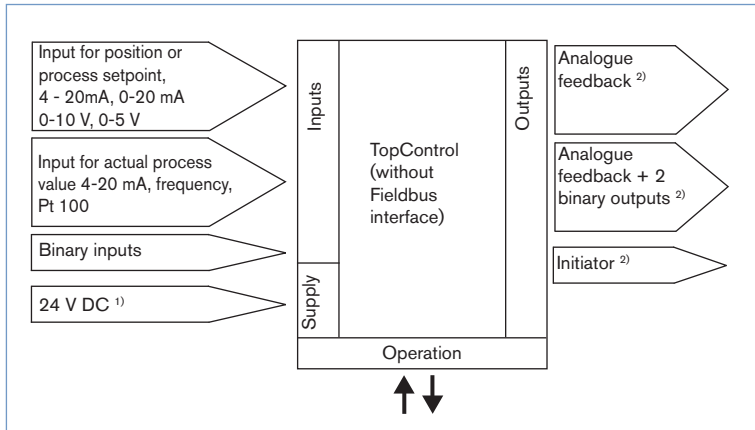 Input for position or
process setpoint,
4 - 20mA, 0-20 mA
0-10 V, 0-5 V
Input for actual process
value 4-20 mA, frequency,
Pt 100
Binary inputs
24 V DC 1)
Inputs
Supply
TopControl
(without
Fieldbus
interface)
Outputs
Operation
Analogue
feedback 2)
Analogue
feedback + 2
binary outputs 2)
Initiator 2)